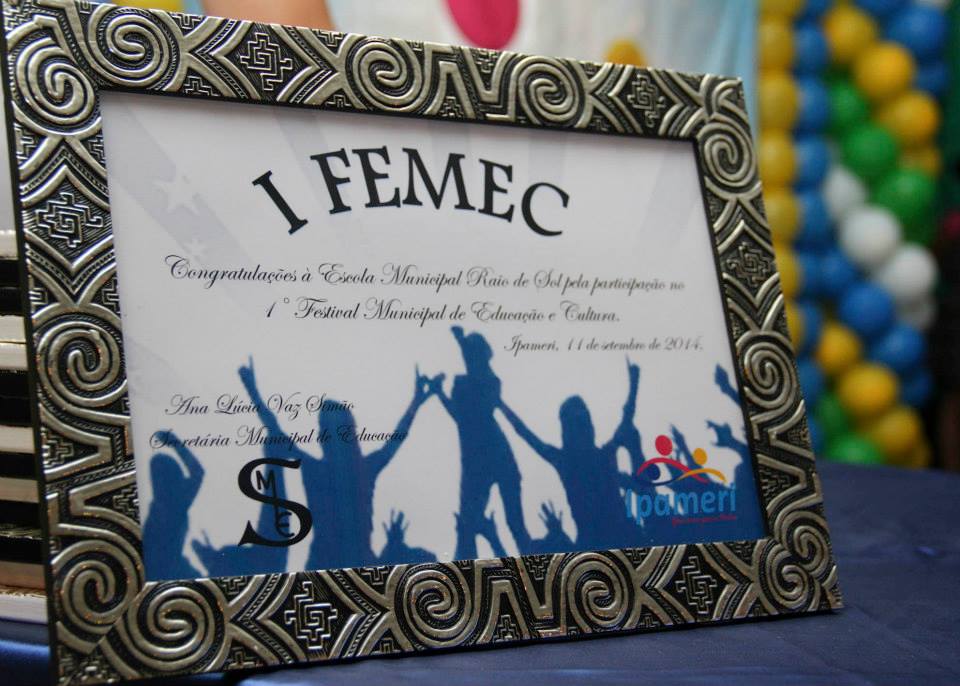 I FEMEC
Congratulações à Escola Municipal Raio de Sol pela participação no
1° Festival Municipal de Educação e Cultura.
Ipameri, 11 de setembro de 2014.
Ana Lúcia Vaz Simão
Secretária Municipal de Educação
SME
Ipameri